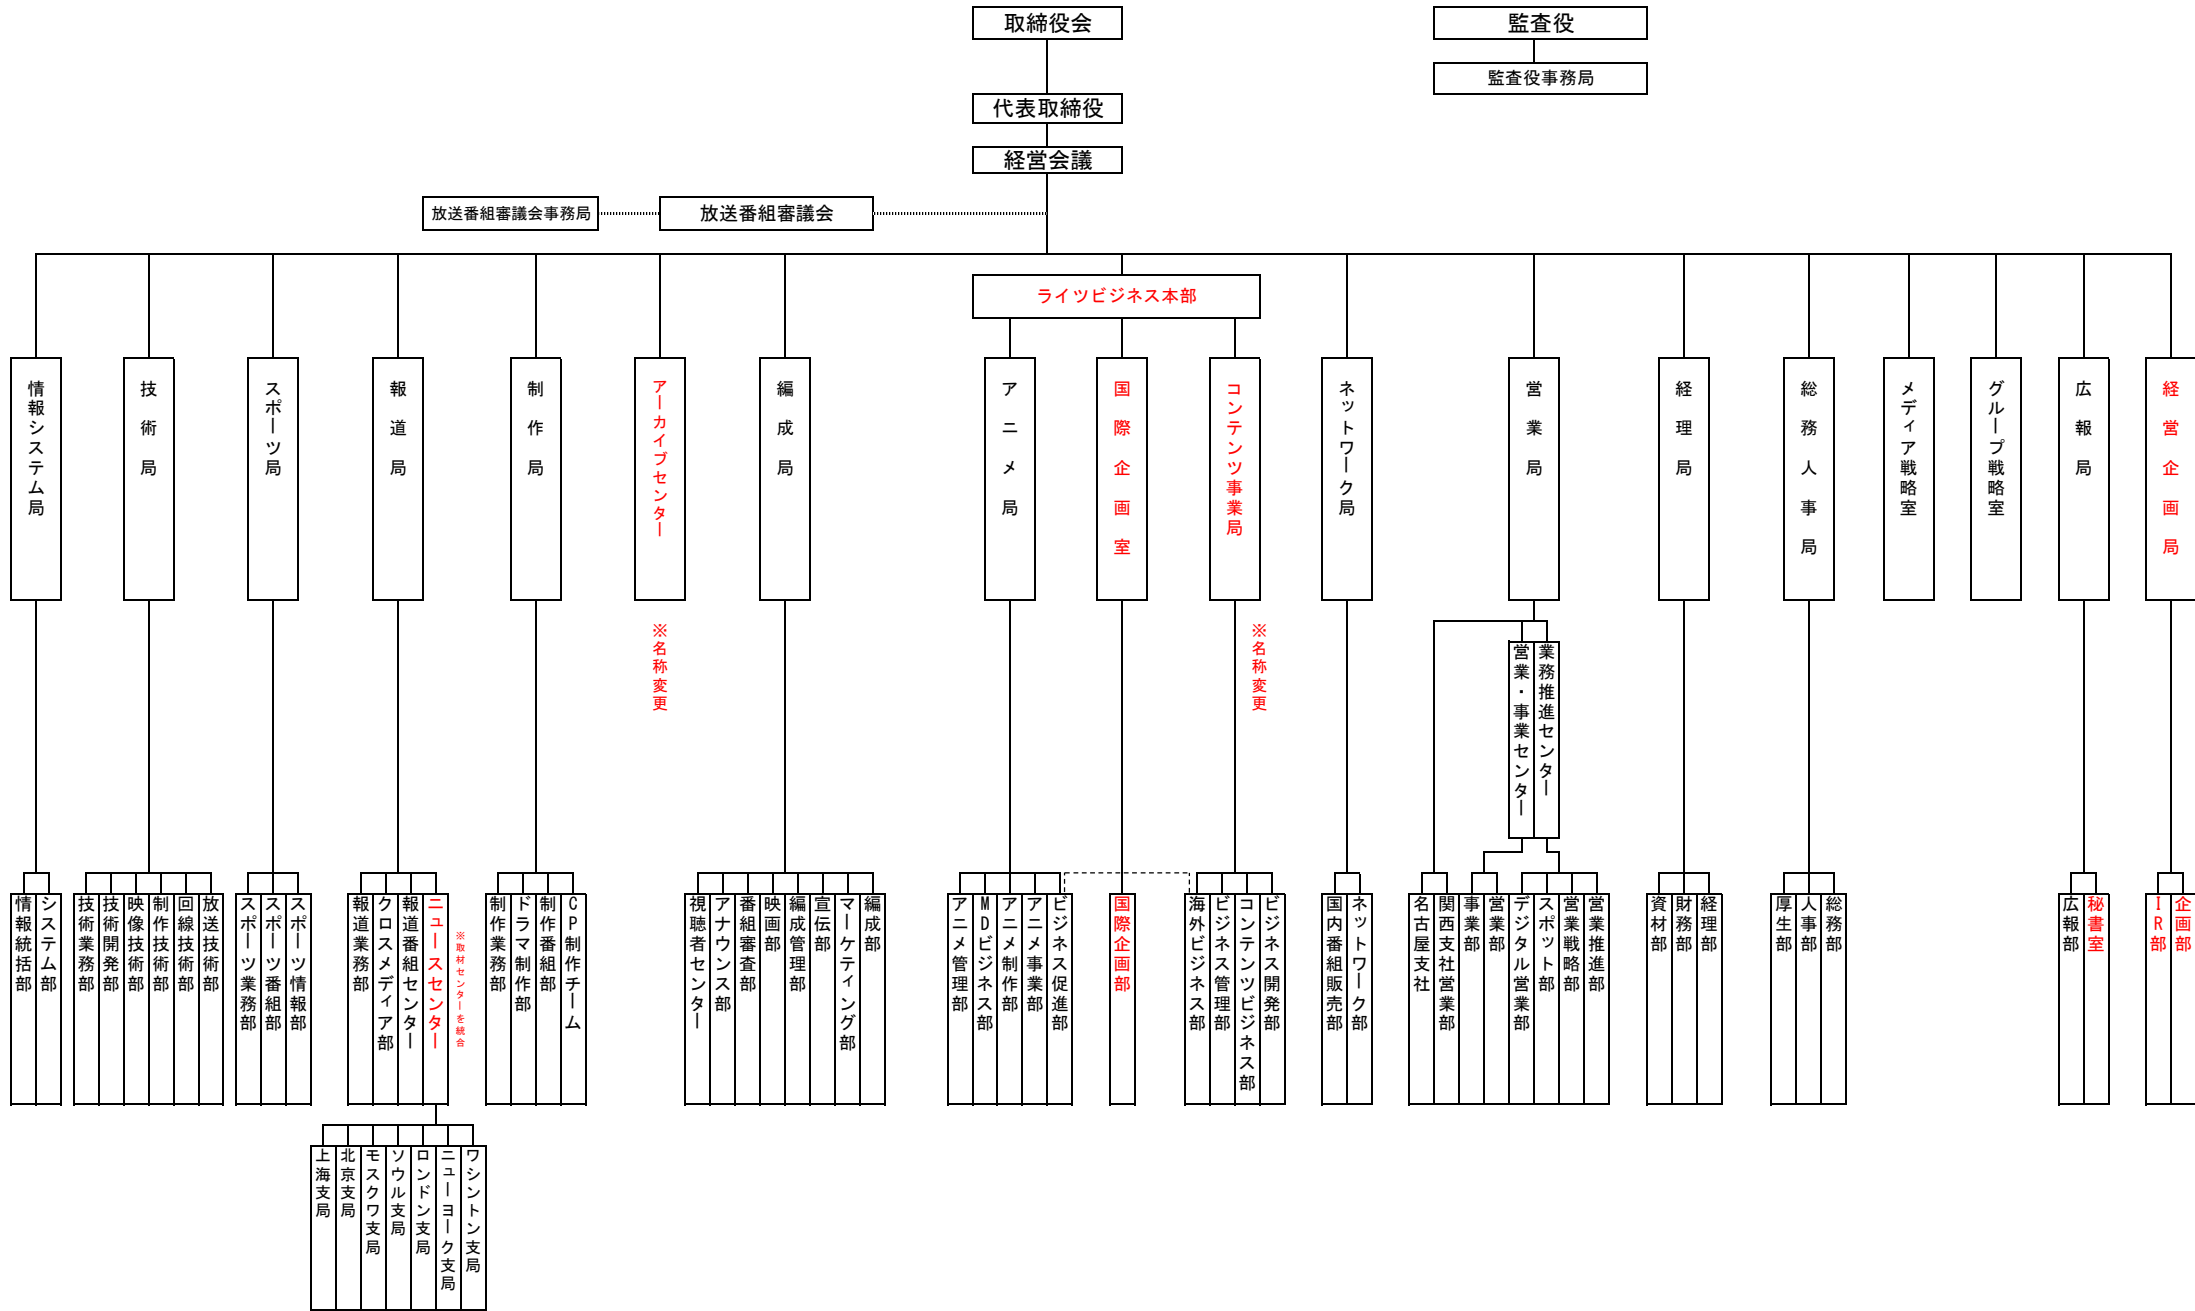 取締役会
監査役
監査役事務局
代表取締役
経営会議
放送番組審議会事務局
放送番組審議会
ライツビジネス本部
情報システム局
技術局
スポーツ局
報道局
制作局
アーカイブセンター
編成局
アニメ局
国際企画室
コンテンツ事業局
ネットワーク局
営業局
経理局
総務人事局
メディア戦略室
グループ戦略室
広報局
経営企画局
※名称変更
※名称変更
営業・事業センター
業務推進センター
情報統括部
システム部
技術業務部
技術開発部
映像技術部
制作技術部
回線技術部
放送技術部
スポーツ業務部
スポーツ番組部
スポーツ情報部
報道業務部
クロスメディア部
報道番組センター
ニュースセンター
※取材センターを統合
制作業務部
ドラマ制作部
制作番組部
CP制作チーム
視聴者センター
アナウンス部
番組審査部
映画部
編成管理部
宣伝部
マーケティング部
編成部
アニメ管理部
MDビジネス部
アニメ制作部
アニメ事業部
ビジネス促進部
国際企画部
海外ビジネス部
ビジネス管理部
コンテンツビジネス部
ビジネス開発部
国内番組販売部
ネットワーク部
名古屋支社
関西支社営業部
事業部
営業部
デジタル営業部
スポット部
営業戦略部
営業推進部
資材部
財務部
経理部
厚生部
人事部
総務部
広報部
秘書室
IR部
企画部
上海支局
北京支局
モスクワ支局
ソウル支局
ロンドン支局
ニューヨーク支局
ワシントン支局